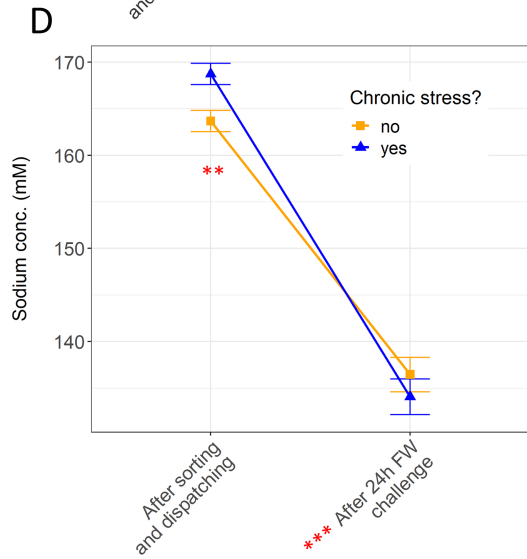 and
D
170
160
150
140
Sodium conc. (mM)
Chronic stress?
no
yes
**
After sorting
and dispatching
*** After 24h FW
challenge